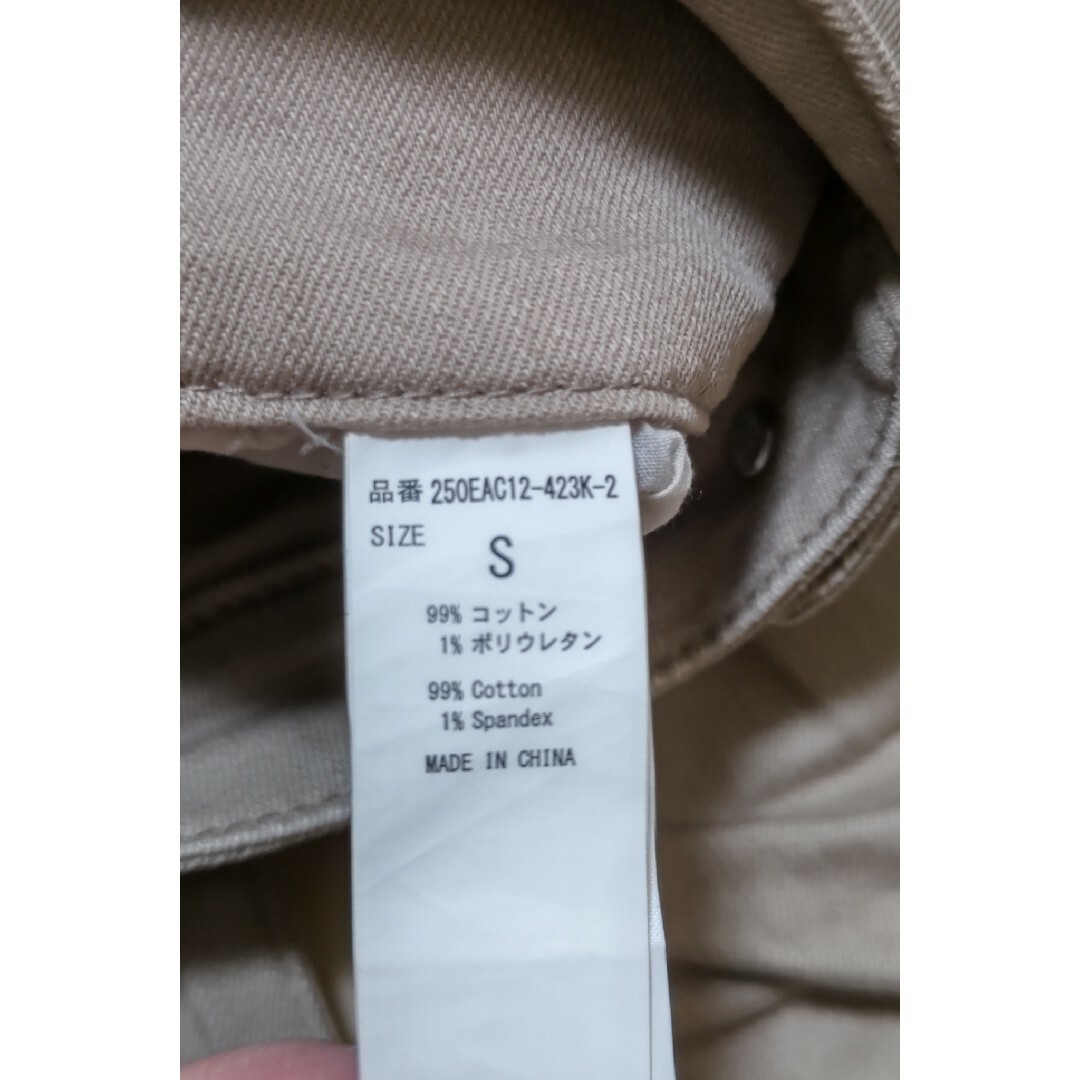 品番 250EAC12-423K-2
SIZE
S
99% コットン
1% ポリウレタン
99% Cotton
1% Spandex
MADE IN CHINA